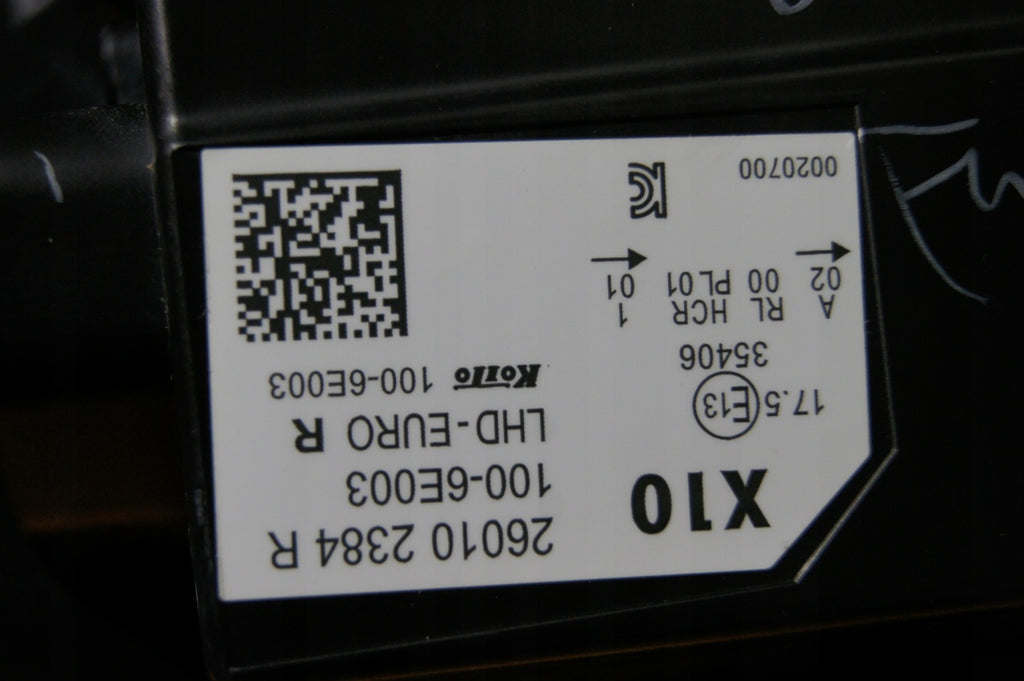 X10
17.5 E13
35406
A RL HCR 1
02 00 PL01 01
→ →
0020700
26010 2384 R
100-6E003
LHD-EURO R
Koito 100-6E003